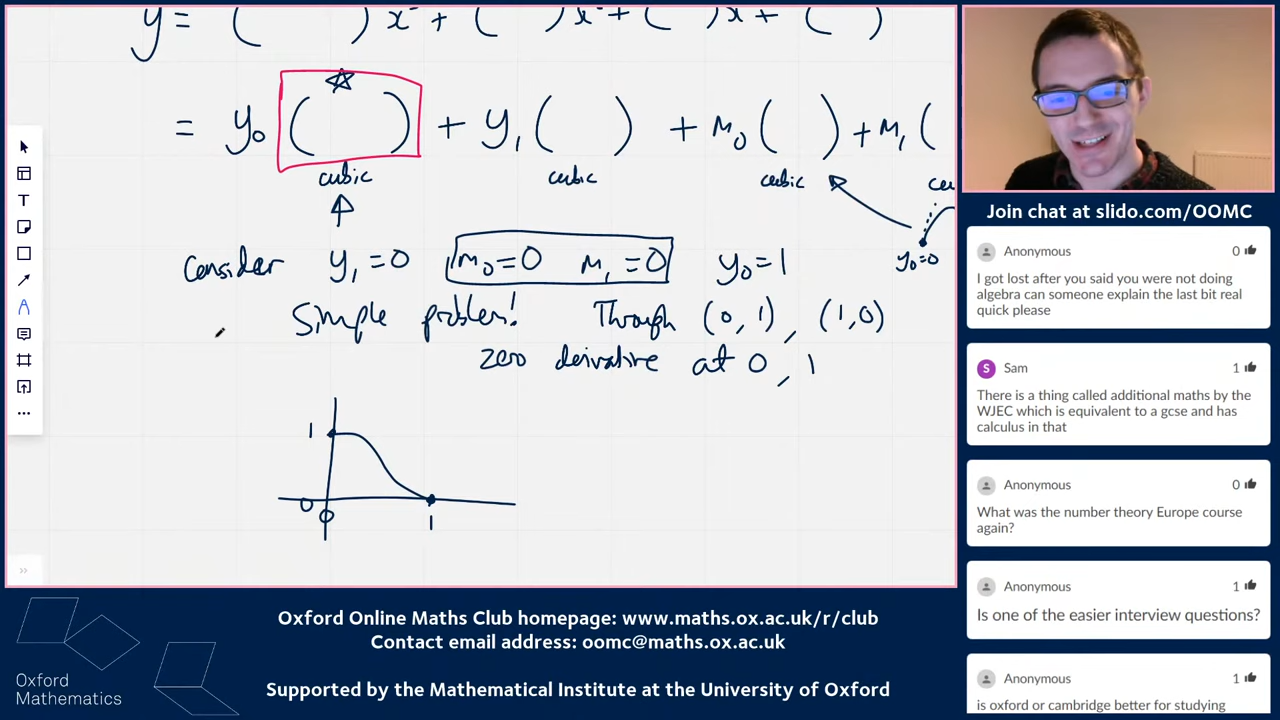 y = ( ) x + ( ) x² + ( ) x + ( )
= y₀ ( ☆ ) + y₁ ( ) + m₀ ( ) + m₁ (
cubic cubic cubic
Consider y₁ = 0 m₀ = 0 m₁ = 0 y₀ = 1 y₀=0
Simple problem! Through (0, 1), (1, 0)
zero derivative at 0, 1
1
0
0
1
T
A
Join chat at slido.com/OOMC
Anonymous 0
I got lost after you said you were not doing
algebra can someone explain the last bit real
quick please
S Sam 1
There is a thing called additional maths by the
WJEC which is equivalent to a gcse and has
calculus in that
Anonymous 0
What was the number theory Europe course
again?
Anonymous 1
Is one of the easier interview questions?
Anonymous 1
is oxford or cambridge better for studying
Oxford Online Maths Club homepage: www.maths.ox.ac.uk/r/club
Contact email address: oomc@maths.ox.ac.uk
Supported by the Mathematical Institute at the University of Oxford
Oxford
Mathematics